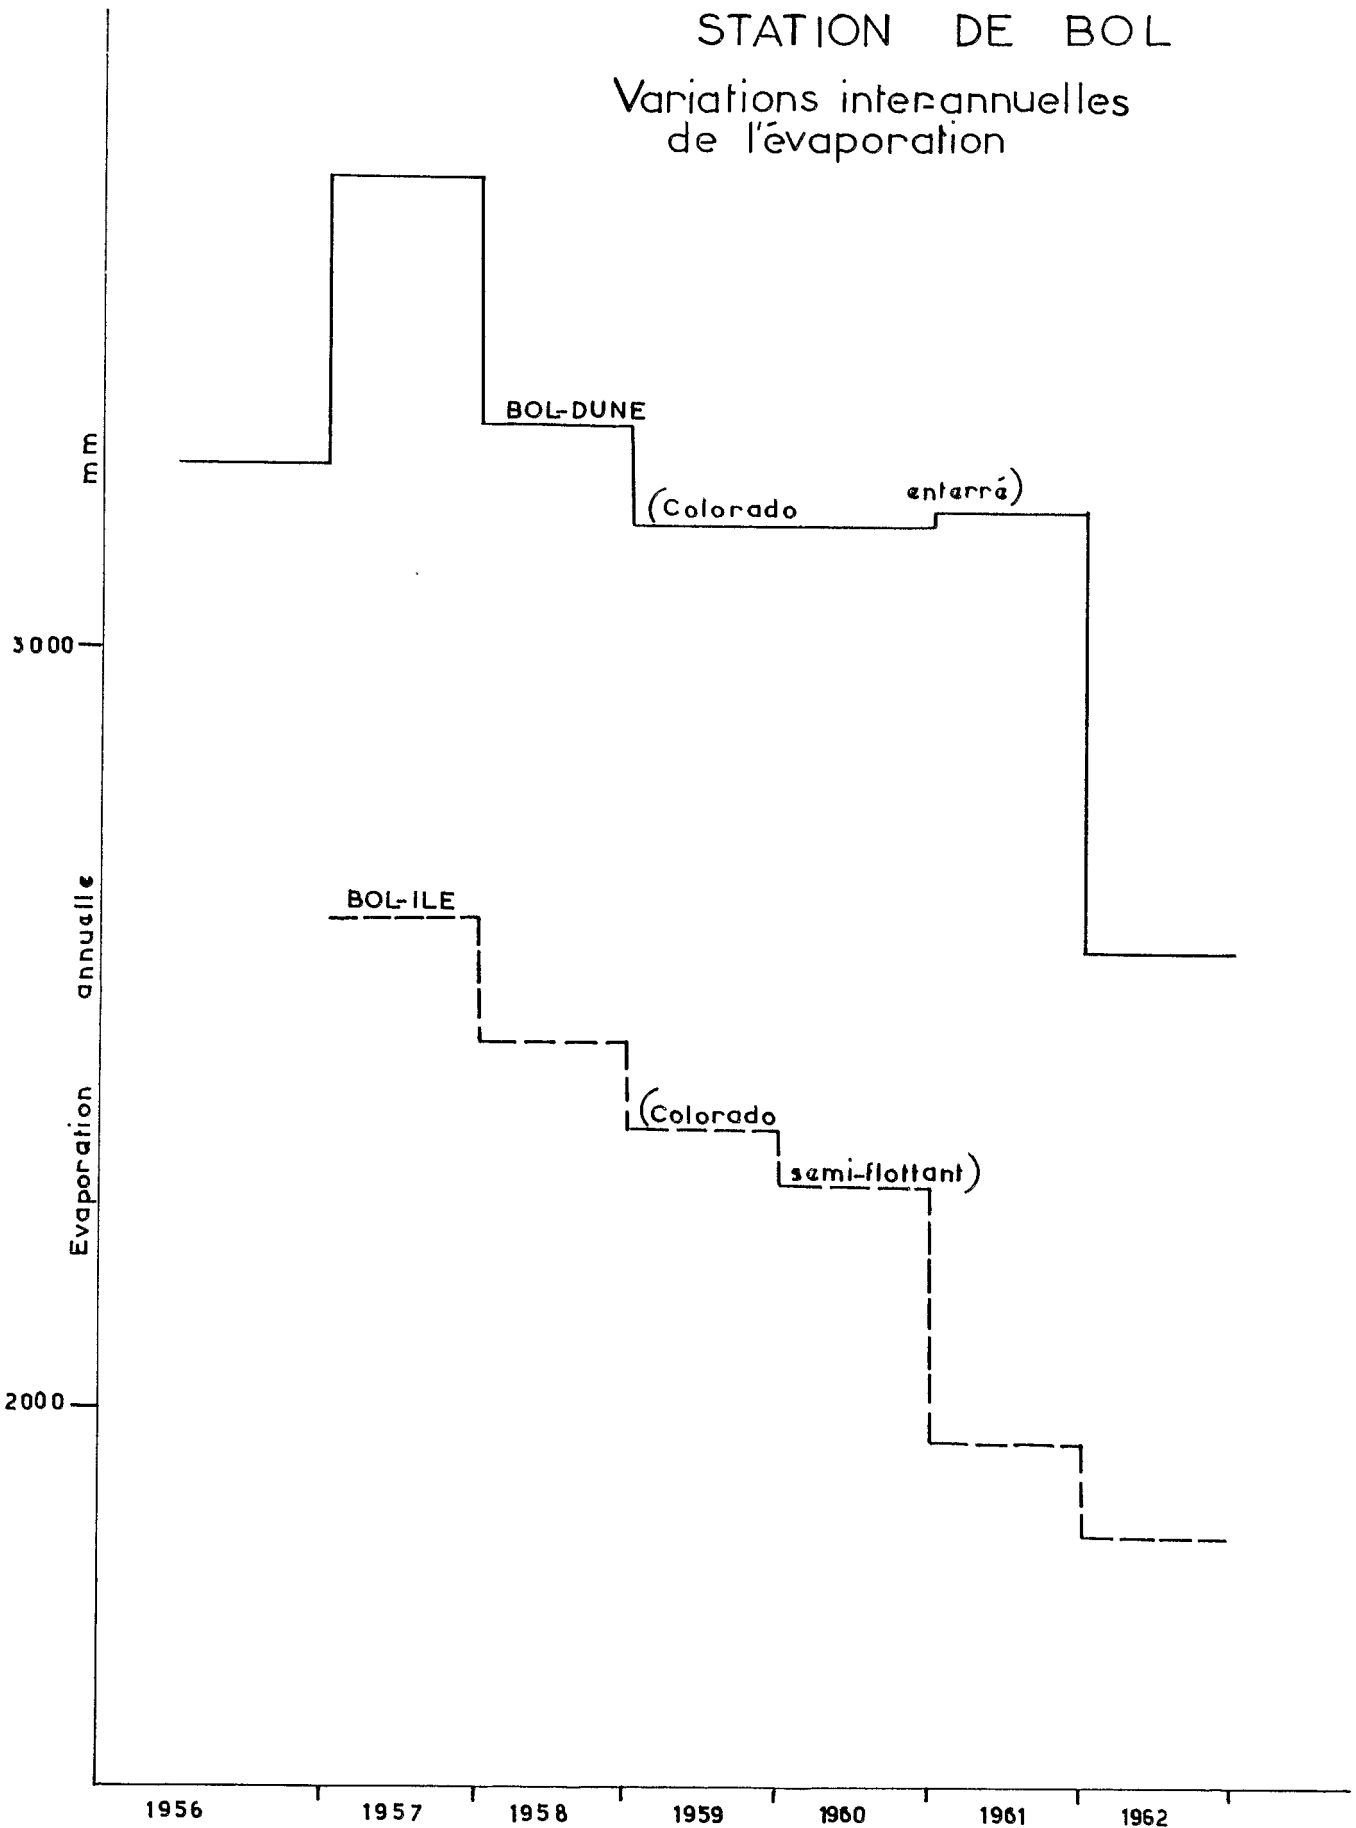 STATION DE BOL
Variations inter-annuelles
de l'évaporation
BOL-DUNE
mm
(Colorado enterré)
3000
BOL-ILE
Evaporation annuelle
(Colorado
semi-flottant)
2000
1956 1957 1958 1959 1960 1961 1962